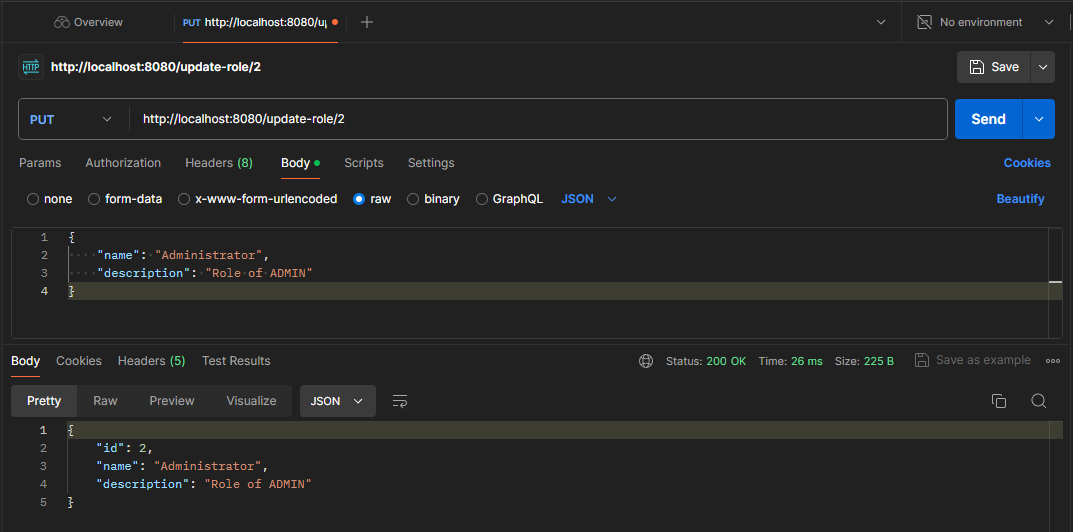 Overview PUT http://localhost:8080/up No environment
HTTP http://localhost:8080/update-role/2 Save
PUT http://localhost:8080/update-role/2 Send
Params Authorization Headers (8) Body Scripts Settings Cookies
none form-data x-www-form-urlencoded raw binary GraphQL JSON Beautify
1 {
2 "name": "Administrator",
3 "description": "Role of ADMIN"
4 }
Body Cookies Headers (5) Test Results Status: 200 OK Time: 26 ms Size: 225 B Save as example
Pretty Raw Preview Visualize JSON
1 {
2 "id": 2,
3 "name": "Administrator",
4 "description": "Role of ADMIN"
5 }